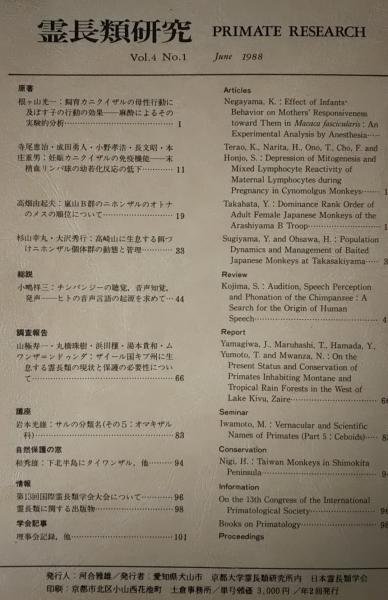 霊長類研究 PRIMATE RESEARCH
Vol.4 No.1 June 1988
原著
根ヶ山光一：飼育カニクイザルの母性行動に
及ぼす子の行動の効果——麻酔によるその
実験的分析……1
寺尾恵治・成田勇人・小野孝浩・長文昭・本
庄重男：妊娠カニクイザルの免疫機能——末
梢血リンパ球の幼若化反応の低下……11
高畑由起夫：嵐山B群のニホンザルのオトナ
のメスの順位について……19
杉山幸丸・大沢秀行：高崎山に生息する餌づ
けニホンザル個体群の動態と管理……33
総説
小嶋祥三：チンパンジーの聴覚，音声知覚，
発声——ヒトの音声言語の起源を求めて…44
調査報告
山極寿一・丸橋珠樹・浜田穣・湯本貴和・ム
ワンザ=ンドゥンダ：ザイール国キブ州に生
息する霊長類の現状と保護の必要性につい
て……66
講座
岩本光雄：サルの分類名(その5：オマキザル
科)……83
自然保護の窓
和秀雄：下北半島にタイワンザル，他……94
情報
第13回国際霊長類学会大会について……96
霊長類に関する出版物……98
学会記事
理事会記録，他……101
Articles
Negayama, K. : Effect of Infants'
Behavior on Mothers' Responsiveness
toward Them in Macaca fascicularis : An
Experimental Analysis by Anesthesia……
Terao, K., Narita, H., Ono, T., Cho, F. and
Honjo, S. : Depression of Mitogenesis and
Mixed Lymphocyte Reactivity of
Maternal Lymphocytes during
Pregnancy in Cynomolgus Monkeys……1
Takahata, Y. : Dominance Rank Order of
Adult Female Japanese Monkeys of the
Arashiyama B Troop……1
Sugiyama, Y. and Ohsawa, H. : Population
Dynamics and Management of Baited
Japanese Monkeys at Takasakiyama……3
Review
Kojima, S. : Audition, Speech Perception
and Phonation of the Chimpanzee : A
Search for the Origin of Human
Speech……4
Report
Yamagiwa, J., Maruhashi, T., Hamada, Y.,
Yumoto, T. and Mwanza, N. : On the
Present Status and Conservation of
Primates Inhabiting Montane and
Tropical Rain Forests in the West of
Lake Kivu, Zaire……66
Seminar
Iwamoto, M. : Vernacular and Scientific
Names of Primates (Part 5 : Ceboids)……83
Conservation
Nigi, H. : Taiwan Monkeys in Shimokita
Peninsula……94
Information
On the 13th Congress of the International
Primatological Society……96
Books on Primatology……98
Proceedings
発行人：河合雅雄／発行者：愛知県犬山市 京都大学霊長類研究所内 日本霊長類学会
印刷：京都市北区小山西花池町 土倉事務所／単号頒価 3,000円／年2回発行